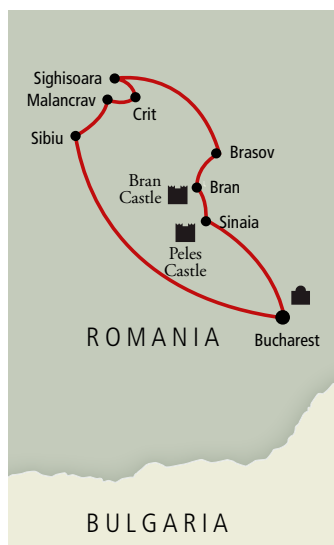 Sighisoara
Malancrav
Crit
Sibiu
Brasov
Bran
Castle
Bran
Sinaia
Peles
Castle
ROMANIA
Bucharest
BULGARIA